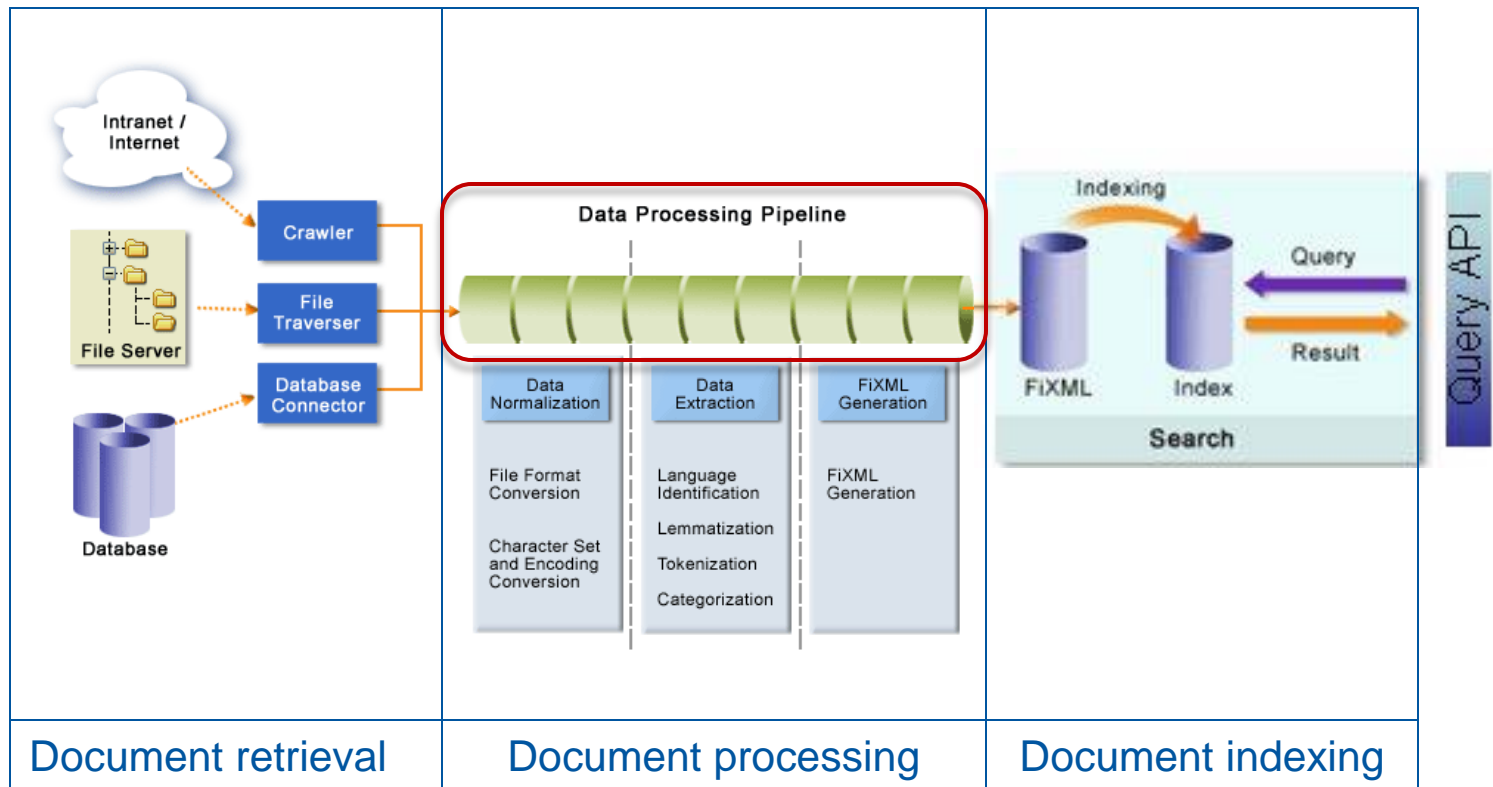 Intranet /
Internet
Crawler
File
Traverser
File Server
Database
Connector
Database
Data Processing Pipeline
Data
Normalization
File Format
Conversion
Character Set
and Encoding
Conversion
Data
Extraction
Language
Identification
Lemmatization
Tokenization
Categorization
FiXML
Generation
FiXML
Generation
Indexing
Query
Result
FiXML
Index
Search
Query API
Document retrieval
Document processing
Document indexing